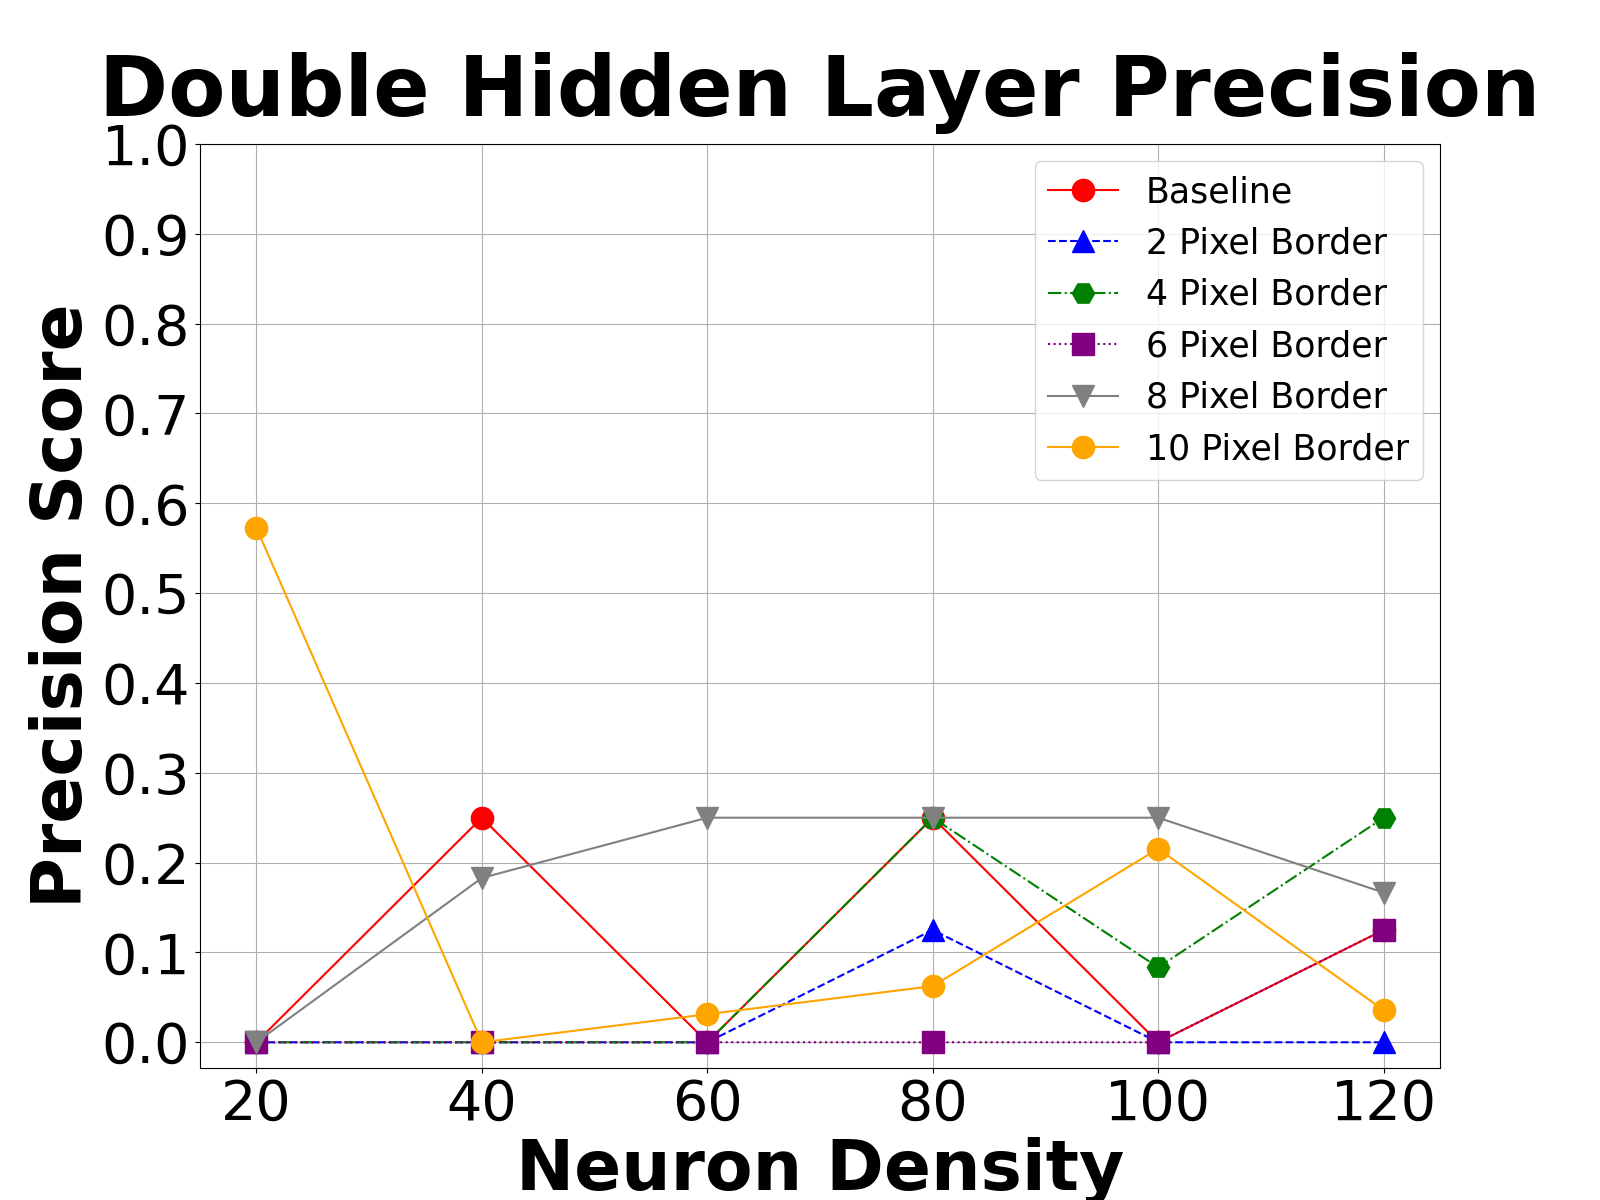 Double Hidden Layer Precision
Precision Score
1.0
0.9
0.8
0.7
0.6
0.5
0.4
0.3
0.2
0.1
0.0
Baseline
2 Pixel Border
4 Pixel Border
6 Pixel Border
8 Pixel Border
10 Pixel Border
20 40 60 80 100 120
Neuron Density